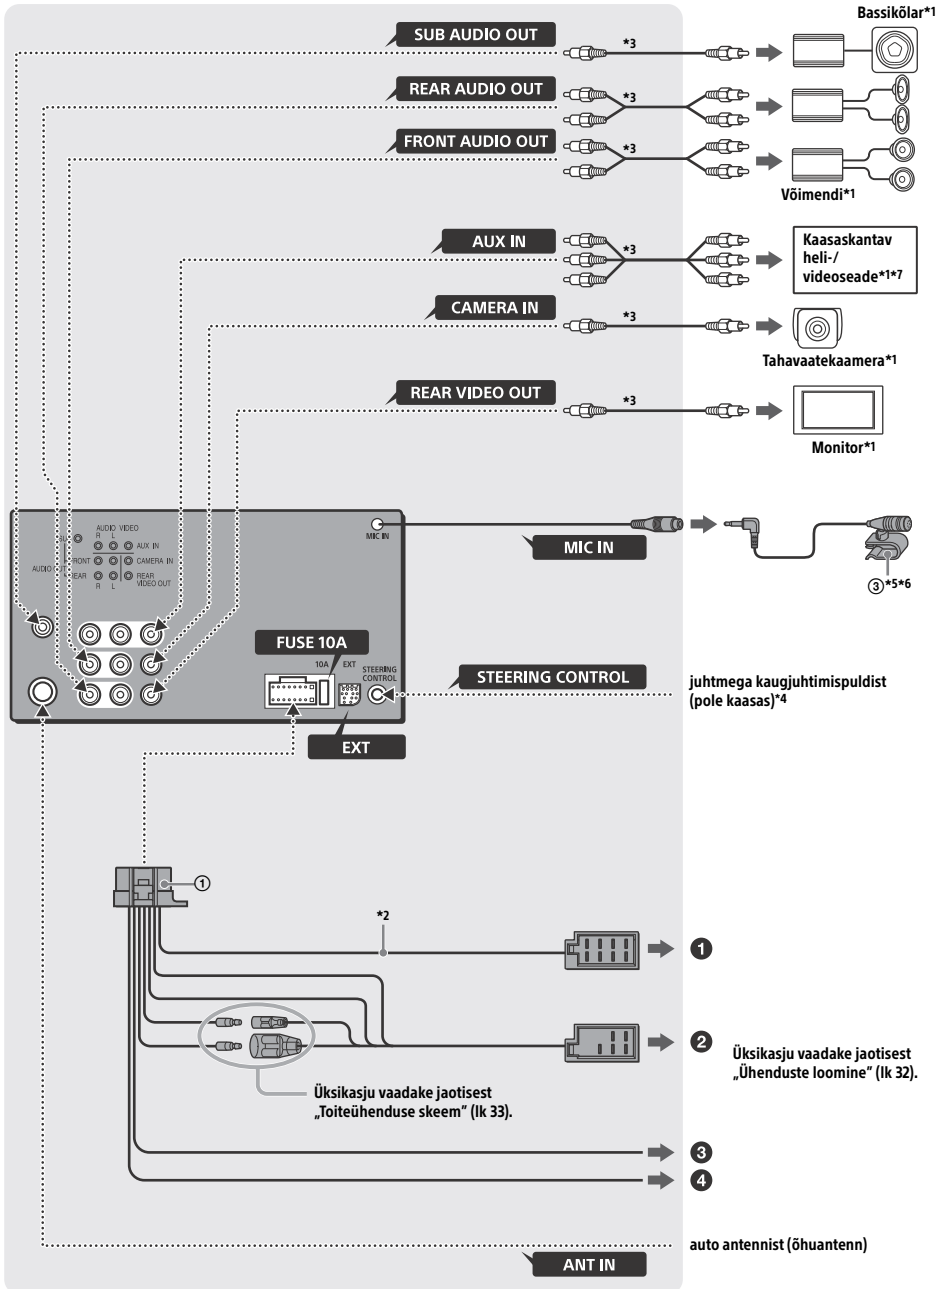 Bassikõlar*1
SUB AUDIO OUT
*3
REAR AUDIO OUT
*3
FRONT AUDIO OUT
*3
Võimendi*1
AUX IN
*3
Kaasaskantav
heli-/
videoseade*1*7
CAMERA IN
*3
Tahavaatekaamera*1
REAR VIDEO OUT
*3
Monitor*1
MIC IN
MIC IN
③*5*6
AUDIO VIDEO
R L
AUX IN
FRONT
CAMERA IN
REAR
VIDEO OUT
R L
FUSE 10A
10A EXT
STEERING
CONTROL
STEERING CONTROL
juhtmega kaugjuhtimispuldist
(pole kaasas)*4
EXT
①
*2
❶
❷
Üksikasju vaadake jaotisest
„Ühenduste loomine” (lk 32).
Üksikasju vaadake jaotisest
„Toiteühenduse skeem” (lk 33).
❸
❹
auto antennist (õhuantenn)
ANT IN